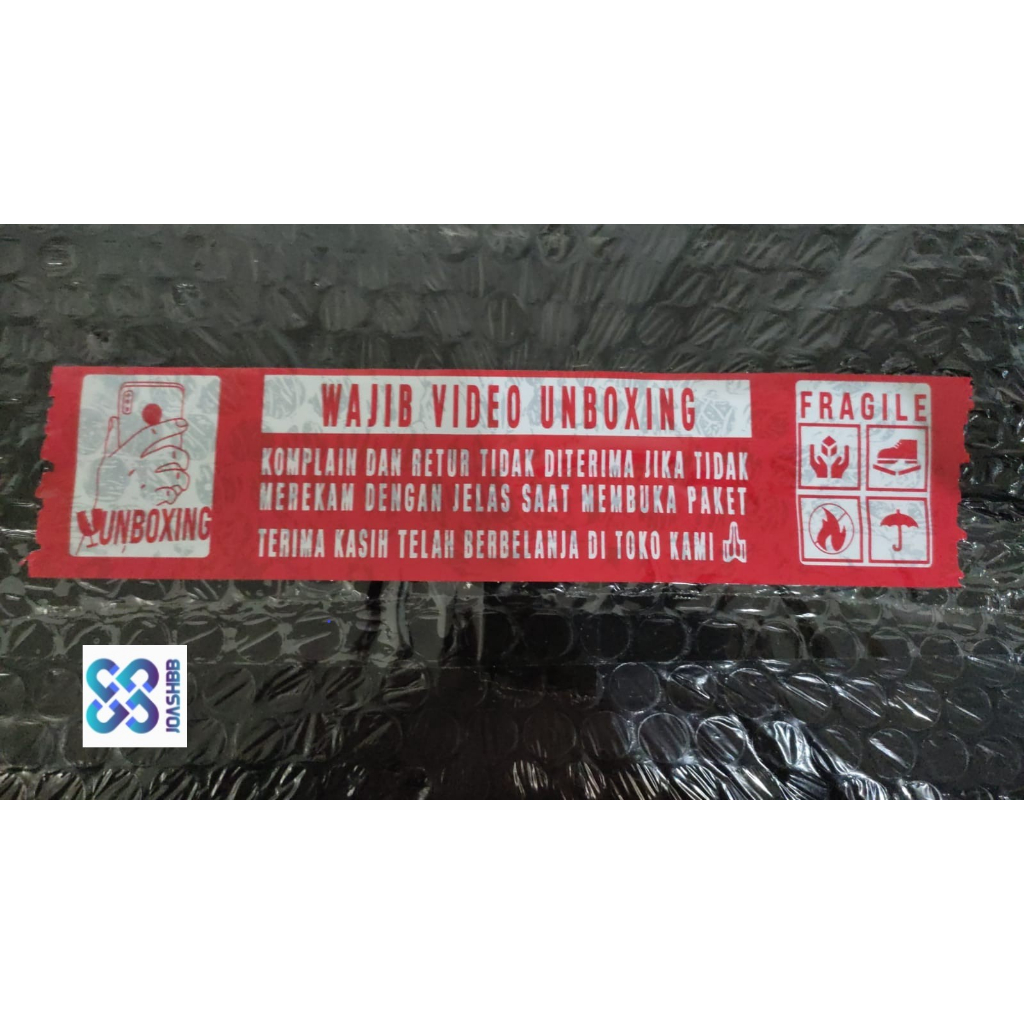 WAJIB VIDEO UNBOXING
KOMPLAIN DAN RETUR TIDAK DITERIMA JIKA TIDAK
MEREKAM DENGAN JELAS SAAT MEMBUKA PAKET
TERIMA KASIH TELAH BERBELANJA DI TOKO KAMI
UNBOXING
FRAGILE
JOASHBB